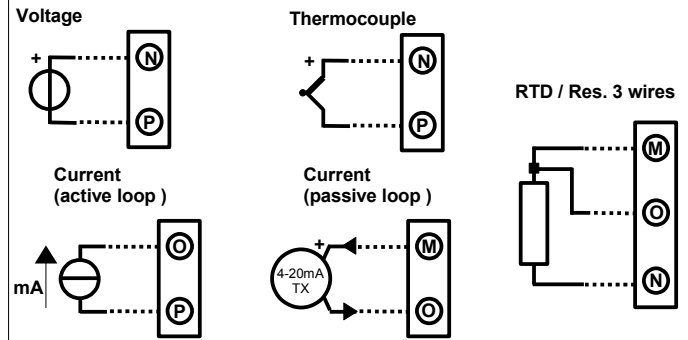 Voltage
+
N
P
Thermocouple
+
N
P
RTD / Res. 3 wires
M
O
N
Current
(active loop )
mA
O
P
Current
(passive loop )
+
4-20mA
TX
M
O